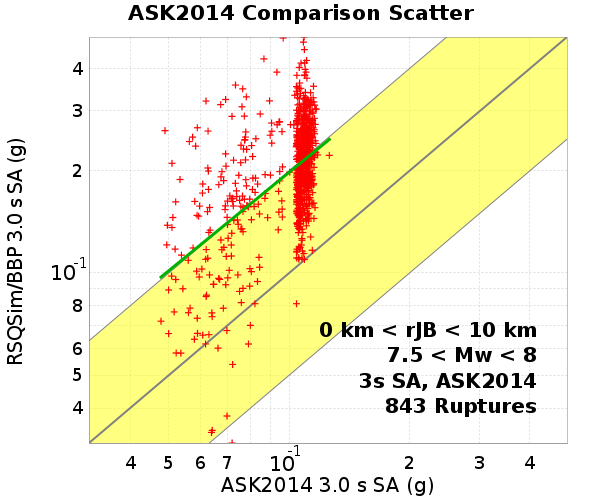 ASK2014 Comparison Scatter
RSQSim/BBP 3.0 s SA (g)
4
3
2
10-1
8
6
5
4
0 km < rJB < 10 km
7.5 < Mw < 8
3s SA, ASK2014
843 Ruptures
4 5 6 7 10-1 2 3 4
ASK2014 3.0 s SA (g)